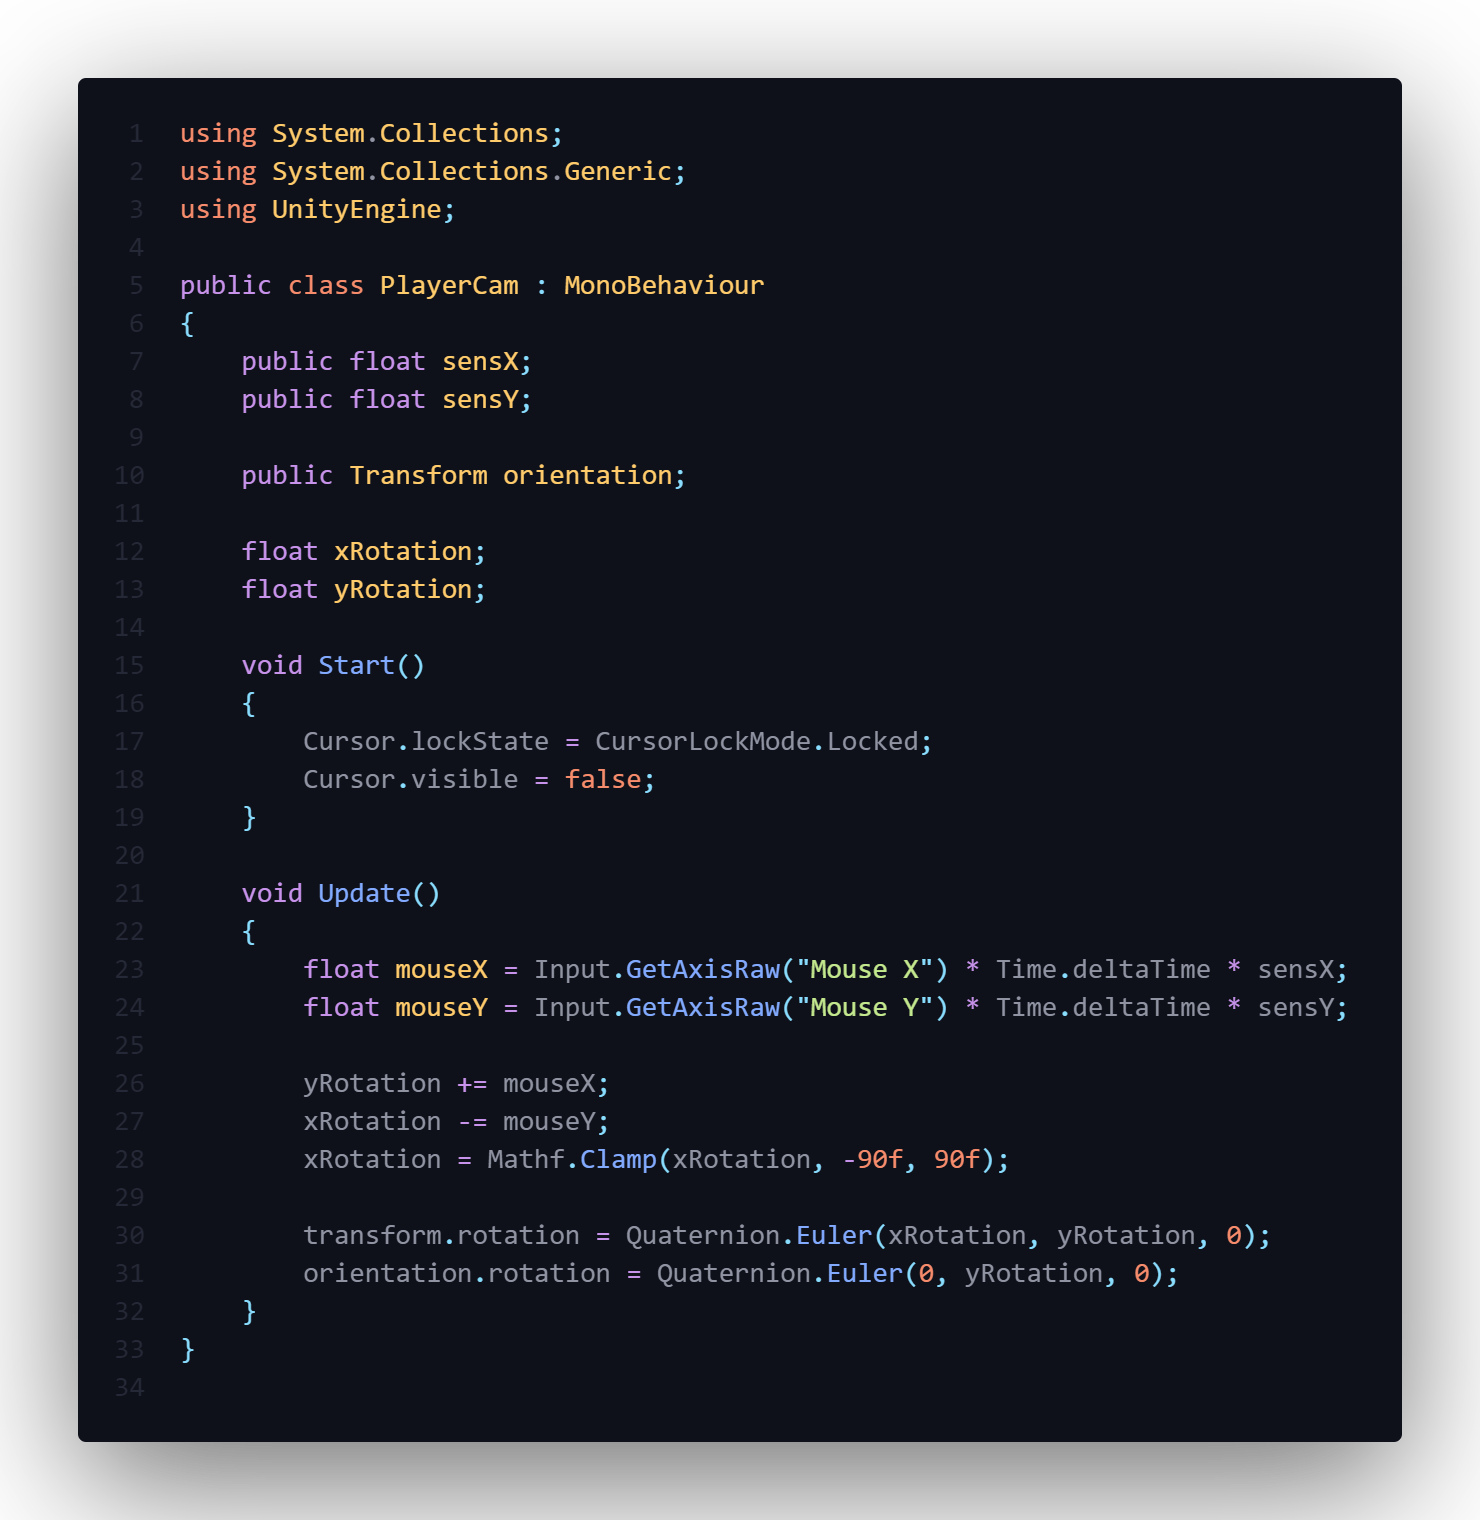 1 using System.Collections;
2 using System.Collections.Generic;
3 using UnityEngine;
4
5 public class PlayerCam : MonoBehaviour
6 {
7     public float sensX;
8     public float sensY;
9
10     public Transform orientation;
11
12     float xRotation;
13     float yRotation;
14
15     void Start()
16     {
17         Cursor.lockState = CursorLockMode.Locked;
18         Cursor.visible = false;
19     }
20
21     void Update()
22     {
23         float mouseX = Input.GetAxisRaw("Mouse X") * Time.deltaTime * sensX;
24         float mouseY = Input.GetAxisRaw("Mouse Y") * Time.deltaTime * sensY;
25
26         yRotation += mouseX;
27         xRotation -= mouseY;
28         xRotation = Mathf.Clamp(xRotation, -90f, 90f);
29
30         transform.rotation = Quaternion.Euler(xRotation, yRotation, 0);
31         orientation.rotation = Quaternion.Euler(0, yRotation, 0);
32     }
33 }
34